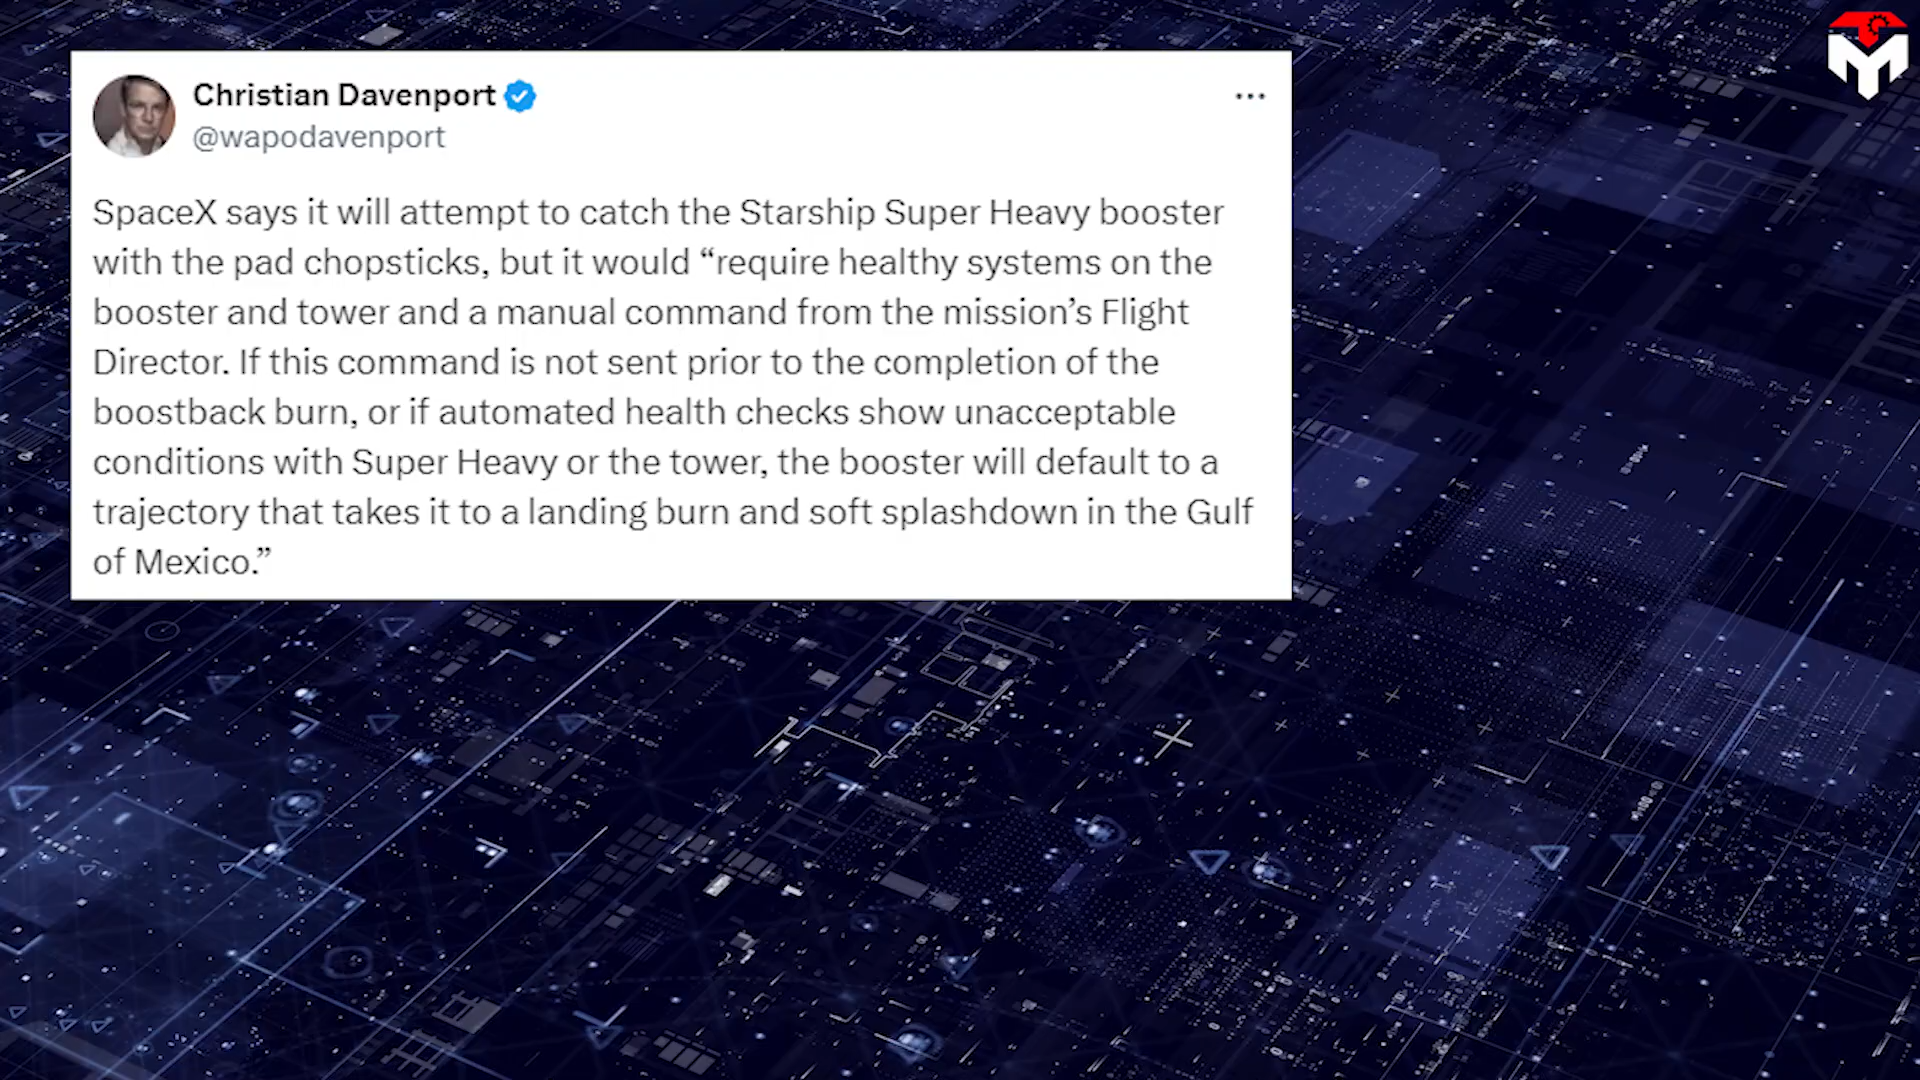 Christian Davenport
@wapodavenport
SpaceX says it will attempt to catch the Starship Super Heavy booster
with the pad chopsticks, but it would “require healthy systems on the
booster and tower and a manual command from the mission’s Flight
Director. If this command is not sent prior to the completion of the
boostback burn, or if automated health checks show unacceptable
conditions with Super Heavy or the tower, the booster will default to a
trajectory that takes it to a landing burn and soft splashdown in the Gulf
of Mexico.”